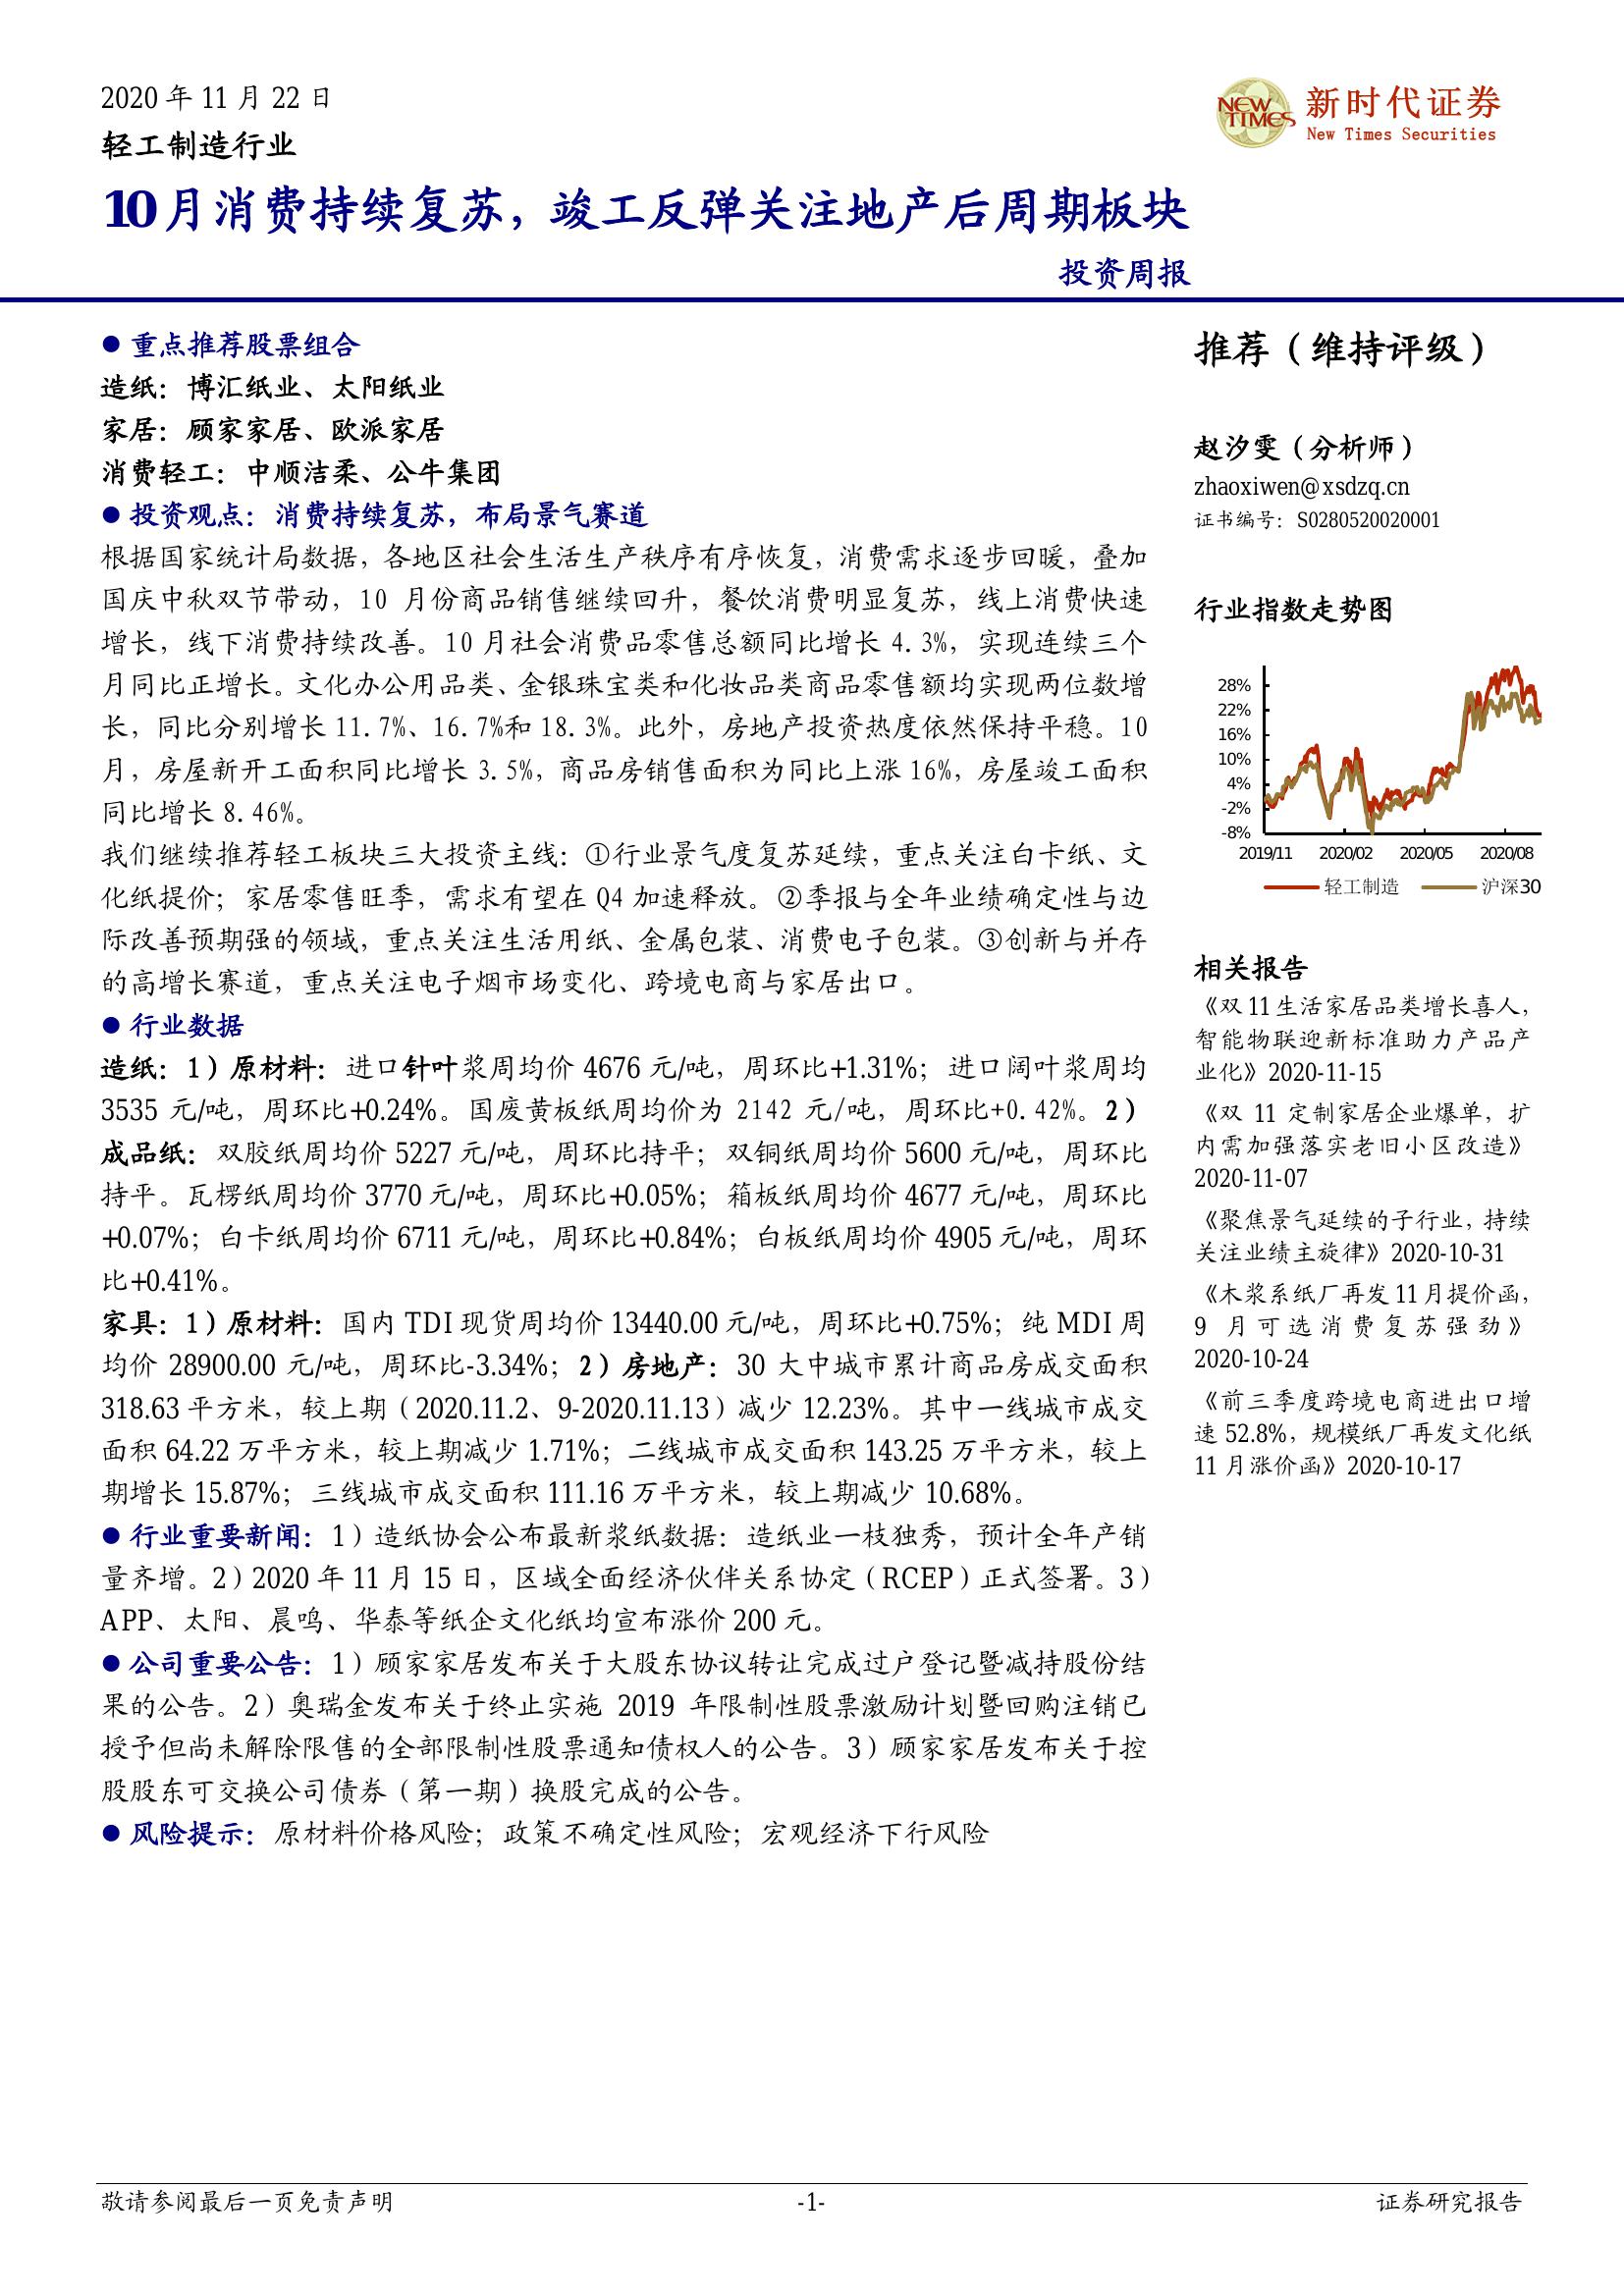 2020 年 11 月 22 日
轻工制造行业
NEW TIMES
新时代证券
New Times Securities
10 月消费持续复苏，竣工反弹关注地产后周期板块
投资周报
● 重点推荐股票组合
造纸：博汇纸业、太阳纸业
家居：顾家家居、欧派家居
消费轻工：中顺洁柔、公牛集团
● 投资观点：消费持续复苏，布局景气赛道
根据国家统计局数据，各地区社会生活生产秩序有序恢复，消费需求逐步回暖，叠加
国庆中秋双节带动，10 月份商品销售继续回升，餐饮消费明显复苏，线上消费快速
增长，线下消费持续改善。10 月社会消费品零售总额同比增长 4.3%，实现连续三个
月同比正增长。文化办公用品类、金银珠宝类和化妆品类商品零售额均实现两位数增
长，同比分别增长 11.7%、16.7%和 18.3%。此外，房地产投资热度依然保持平稳。10
月，房屋新开工面积同比增长 3.5%，商品房销售面积为同比上涨 16%，房屋竣工面积
同比增长 8.46%。
我们继续推荐轻工板块三大投资主线：①行业景气度复苏延续，重点关注白卡纸、文
化纸提价；家居零售旺季，需求有望在 Q4 加速释放。②季报与全年业绩确定性与边
际改善预期强的领域，重点关注生活用纸、金属包装、消费电子包装。③创新与并存
的高增长赛道，重点关注电子烟市场变化、跨境电商与家居出口。
● 行业数据
造纸：1）原材料：进口针叶浆周均价 4676 元/吨，周环比+1.31%；进口阔叶浆周均
3535 元/吨，周环比+0.24%。国废黄板纸周均价为 2142 元/吨，周环比+0.42%。2）
成品纸：双胶纸周均价 5227 元/吨，周环比持平；双铜纸周均价 5600 元/吨，周环比
持平。瓦楞纸周均价 3770 元/吨，周环比+0.05%；箱板纸周均价 4677 元/吨，周环比
+0.07%；白卡纸周均价 6711 元/吨，周环比+0.84%；白板纸周均价 4905 元/吨，周环
比+0.41%。
家具：1）原材料：国内 TDI 现货周均价 13440.00 元/吨，周环比+0.75%；纯 MDI 周
均价 28900.00 元/吨，周环比-3.34%；2）房地产：30 大中城市累计商品房成交面积
318.63 平方米，较上期（2020.11.2、9-2020.11.13）减少 12.23%。其中一线城市成交
面积 64.22 万平方米，较上期减少 1.71%；二线城市成交面积 143.25 万平方米，较上
期增长 15.87%；三线城市成交面积 111.16 万平方米，较上期减少 10.68%。
● 行业重要新闻：1）造纸协会公布最新浆纸数据：造纸业一枝独秀，预计全年产销
量齐增。2）2020 年 11 月 15 日，区域全面经济伙伴关系协定（RCEP）正式签署。3）
APP、太阳、晨鸣、华泰等纸企文化纸均宣布涨价 200 元。
● 公司重要公告：1）顾家家居发布关于大股东协议转让完成过户登记暨减持股份结
果的公告。2）奥瑞金发布关于终止实施 2019 年限制性股票激励计划暨回购注销已
授予但尚未解除限售的全部限制性股票通知债权人的公告。3）顾家家居发布关于控
股股东可交换公司债券（第一期）换股完成的公告。
● 风险提示：原材料价格风险；政策不确定性风险；宏观经济下行风险
推荐（维持评级）
赵汐雯（分析师）
zhaoxiwen@xsdzq.cn
证书编号：S0280520020001
行业指数走势图
28%
22%
16%
10%
4%
-2%
-8%
2019/11 2020/02 2020/05 2020/08
轻工制造 沪深30
相关报告
《双 11 生活家居品类增长喜人，
智能物联迎新标准助力产品产
业化》2020-11-15
《双 11 定制家居企业爆单，扩
内需加强落实老旧小区改造》
2020-11-07
《聚焦景气延续的子行业，持续
关注业绩主旋律》2020-10-31
《木浆系纸厂再发 11 月提价函，
9 月可选消费复苏强劲》
2020-10-24
《前三季度跨境电商进出口增
速 52.8%，规模纸厂再发文化纸
11 月涨价函》2020-10-17
敬请参阅最后一页免责声明
-1-
证券研究报告